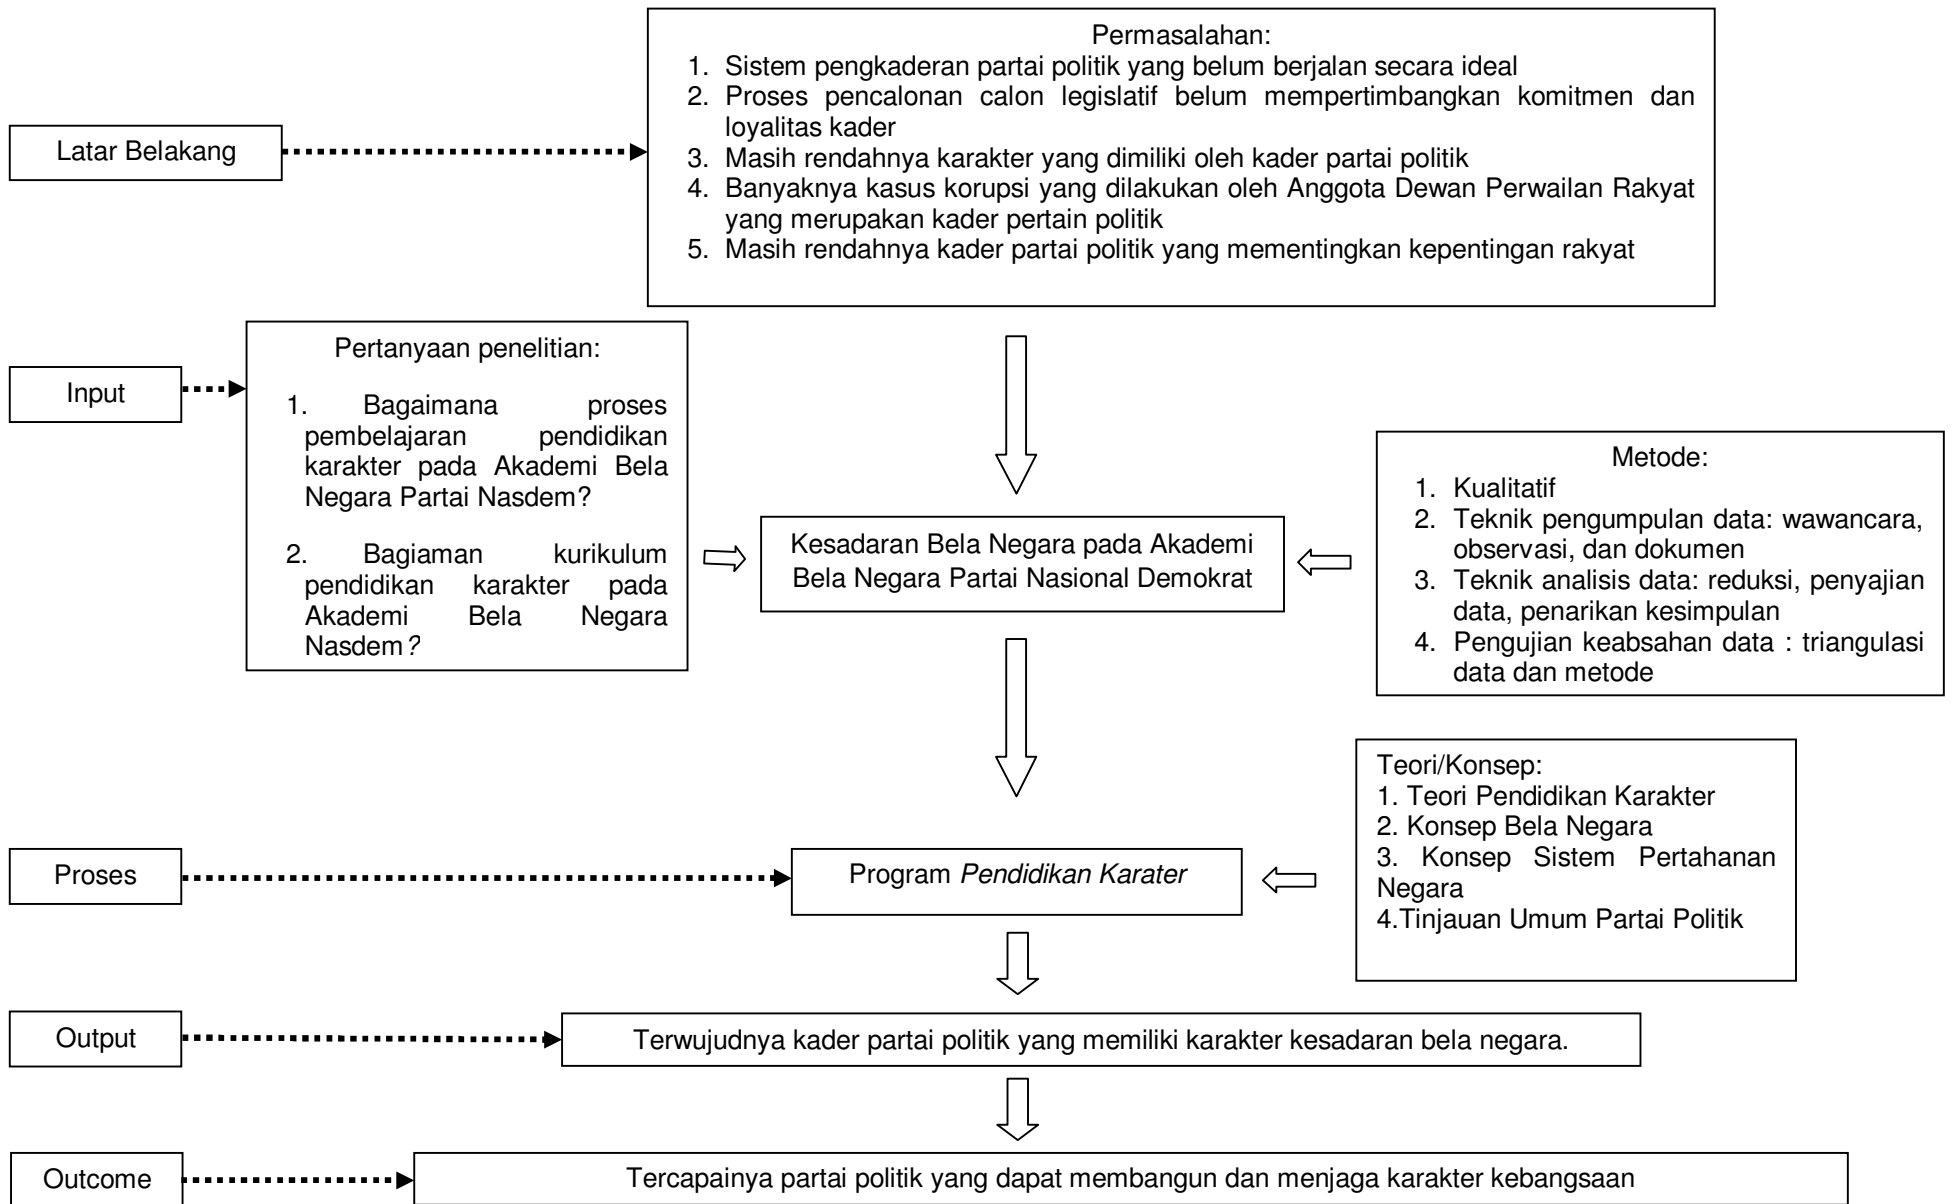 Permasalahan:
1. Sistem pengkaderan partai politik yang belum berjalan secara ideal
2. Proses pencalonan calon legislatif belum mempertimbangkan komitmen dan
loyalitas kader
3. Masih rendahnya karakter yang dimiliki oleh kader partai politik
4. Banyaknya kasus korupsi yang dilakukan oleh Anggota Dewan Perwailan Rakyat
yang merupakan kader pertain politik
5. Masih rendahnya kader partai politik yang mementingkan kepentingan rakyat
Latar Belakang
Input
Pertanyaan penelitian:
1. Bagaimana proses
pembelajaran pendidikan
karakter pada Akademi Bela
Negara Partai Nasdem?
2. Bagiaman kurikulum
pendidikan karakter pada
Akademi Bela Negara
Nasdem?
Kesadaran Bela Negara pada Akademi
Bela Negara Partai Nasional Demokrat
Metode:
1. Kualitatif
2. Teknik pengumpulan data: wawancara,
observasi, dan dokumen
3. Teknik analisis data: reduksi, penyajian
data, penarikan kesimpulan
4. Pengujian keabsahan data : triangulasi
data dan metode
Teori/Konsep:
1. Teori Pendidikan Karakter
2. Konsep Bela Negara
3. Konsep Sistem Pertahanan
Negara
4.Tinjauan Umum Partai Politik
Proses
Program Pendidikan Karater
Output
Terwujudnya kader partai politik yang memiliki karakter kesadaran bela negara.
Outcome
Tercapainya partai politik yang dapat membangun dan menjaga karakter kebangsaan